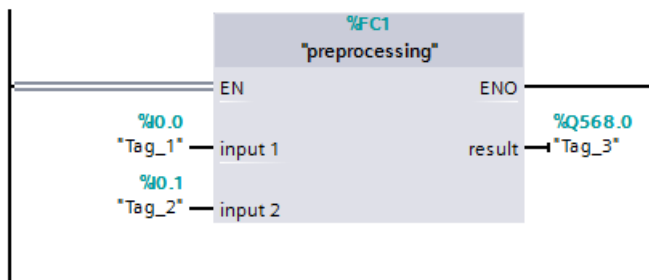 %FC1
"preprocessing"
EN
ENO
%I0.0
"Tag_1"
input 1
result
%Q568.0
"Tag_3"
%I0.1
"Tag_2"
input 2